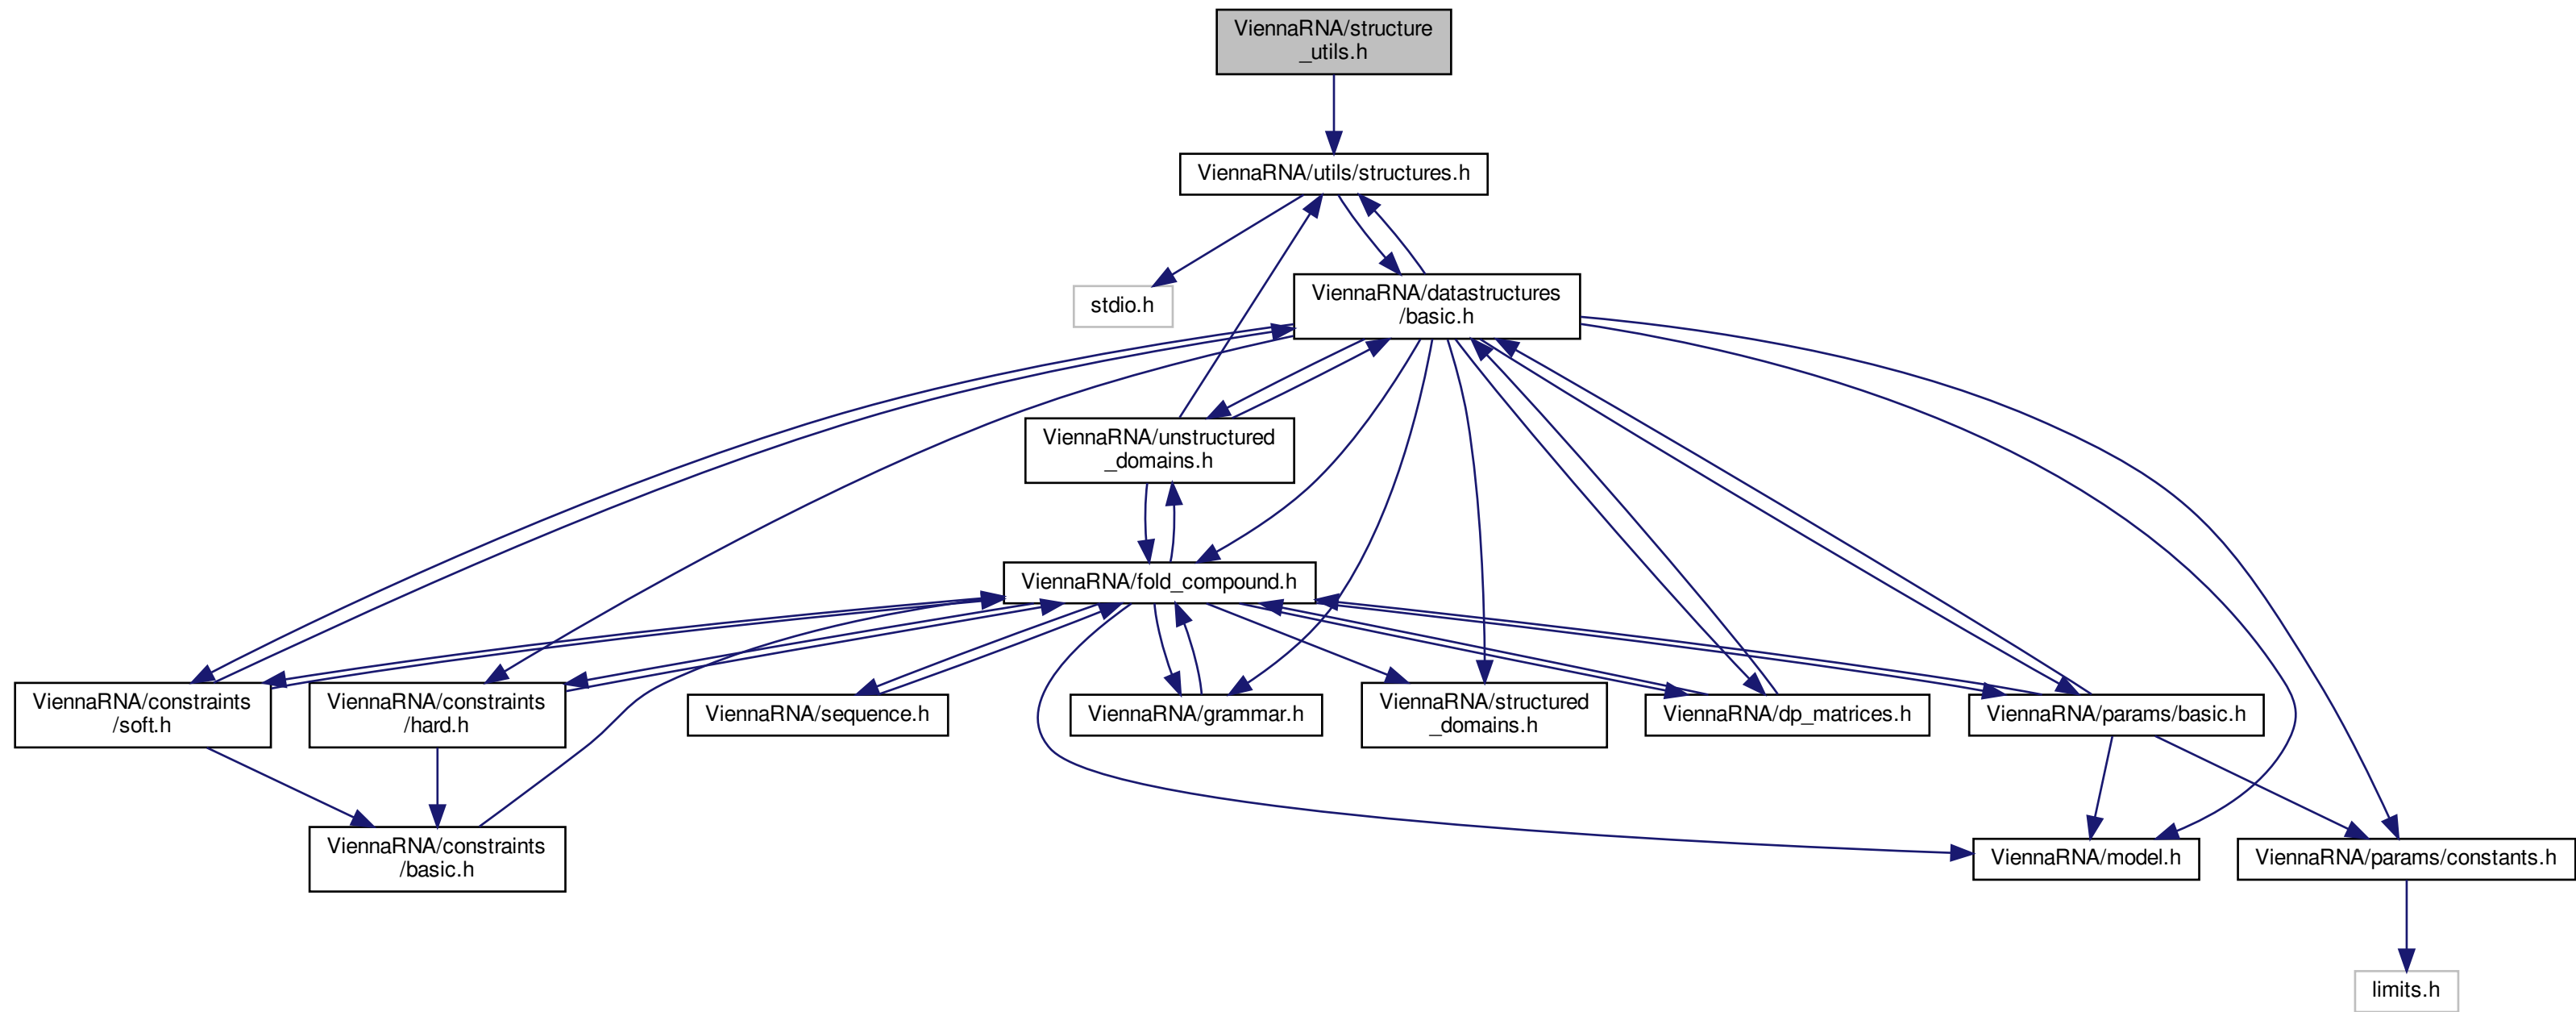 ViennaRNA/structure
_utils.h
ViennaRNA/utils/structures.h
stdio.h
ViennaRNA/datastructures
/basic.h
ViennaRNA/unstructured
_domains.h
ViennaRNA/fold_compound.h
ViennaRNA/constraints
/soft.h
ViennaRNA/constraints
/hard.h
ViennaRNA/sequence.h
ViennaRNA/grammar.h
ViennaRNA/structured
_domains.h
ViennaRNA/dp_matrices.h
ViennaRNA/params/basic.h
ViennaRNA/constraints
/basic.h
ViennaRNA/model.h
ViennaRNA/params/constants.h
limits.h